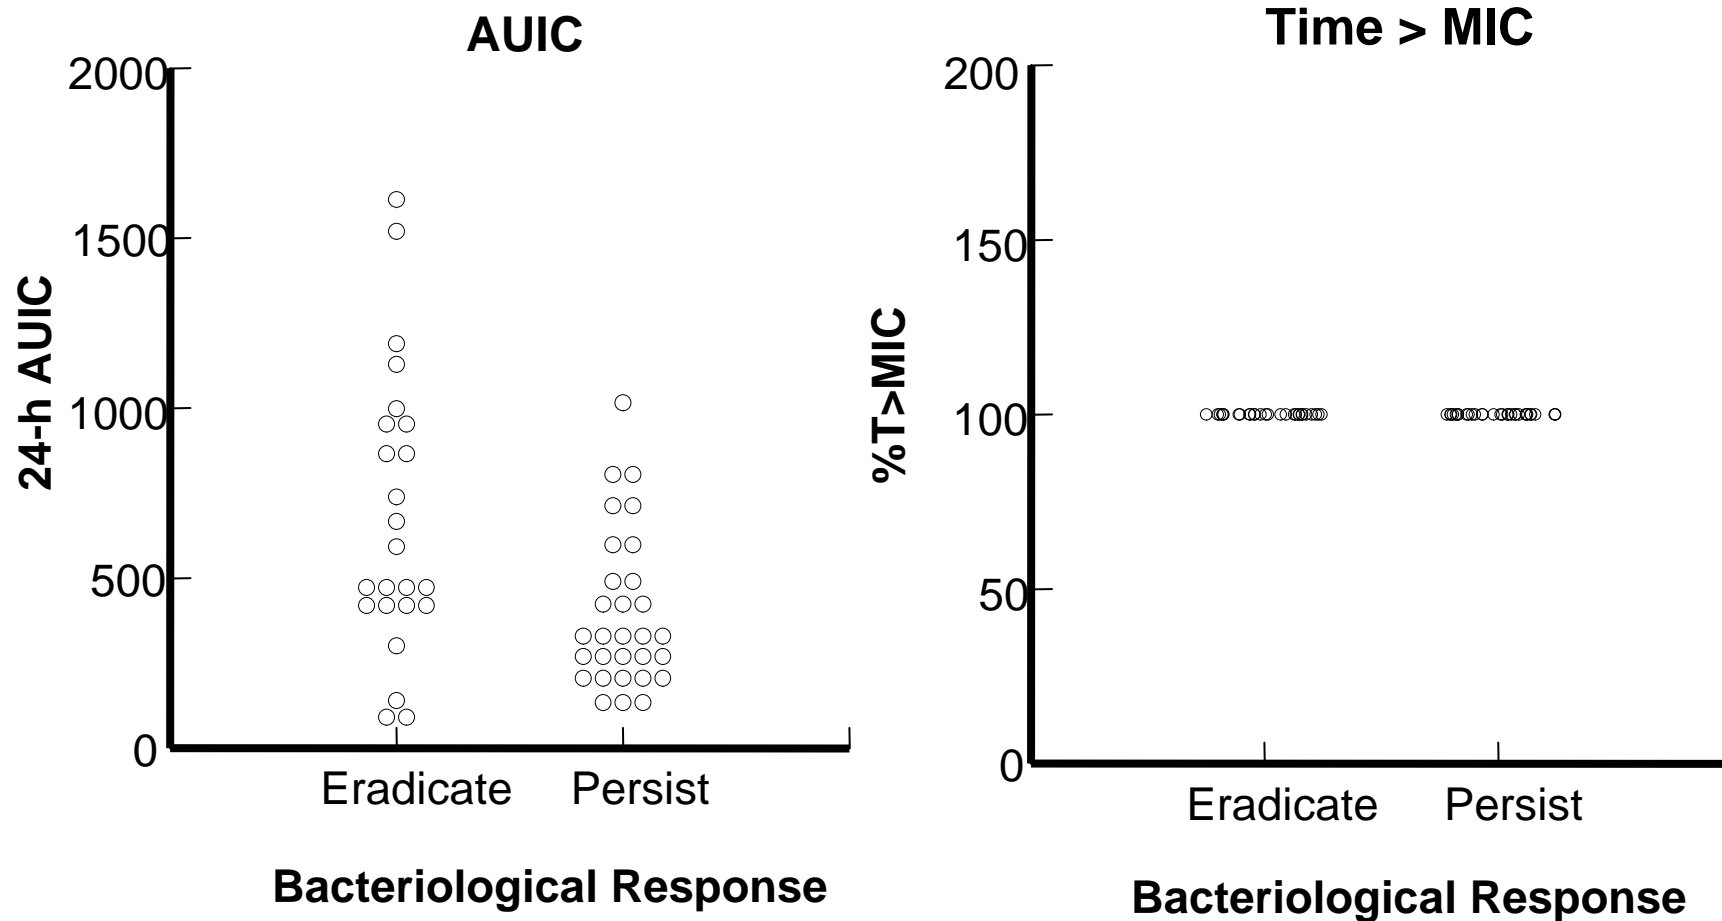 AUIC
2000
1500
1000
500
0
24-h AUIC
Eradicate Persist
Bacteriological Response
Time > MIC
200
150
100
50
0
%T>MIC
Eradicate Persist
Bacteriological Response